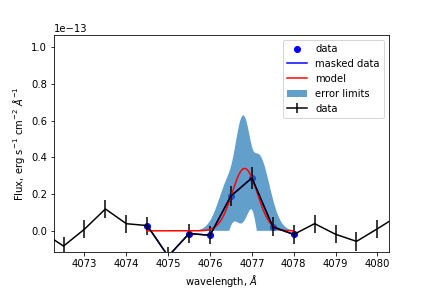 1e−13
1.0
0.8
0.6
0.4
0.2
0.0
Flux, erg s⁻¹ cm⁻² Å⁻¹
data
masked data
model
error limits
data
4073 4074 4075 4076 4077 4078 4079 4080
wavelength, Å